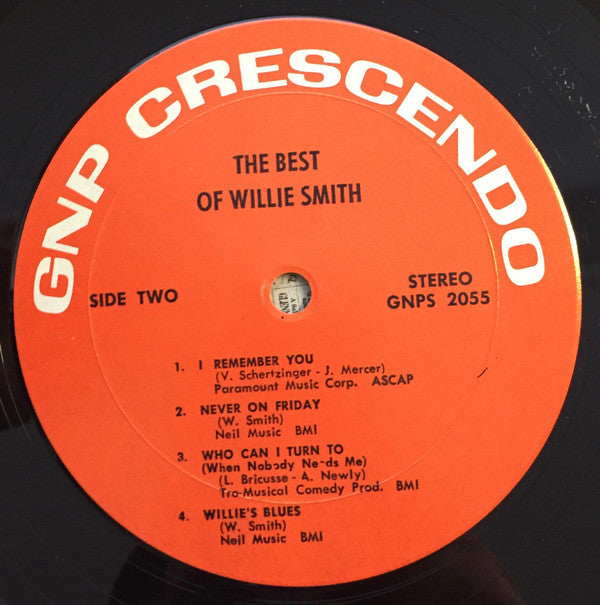 GNP CRESCENDO
THE BEST
OF WILLIE SMITH
SIDE TWO
STEREO
GNPS 2055
1. I REMEMBER YOU
(V. Schertzinger - J. Mercer)
Paramount Music Corp. ASCAP
2. NEVER ON FRIDAY
(W. Smith)
Neil Music BMI
3. WHO CAN I TURN TO
(When Nobody Needs Me)
(L. Bricusse - A. Newly)
Tro-Musical Comedy Prod. BMI
4. WILLIE'S BLUES
(W. Smith)
Neil Music BMI